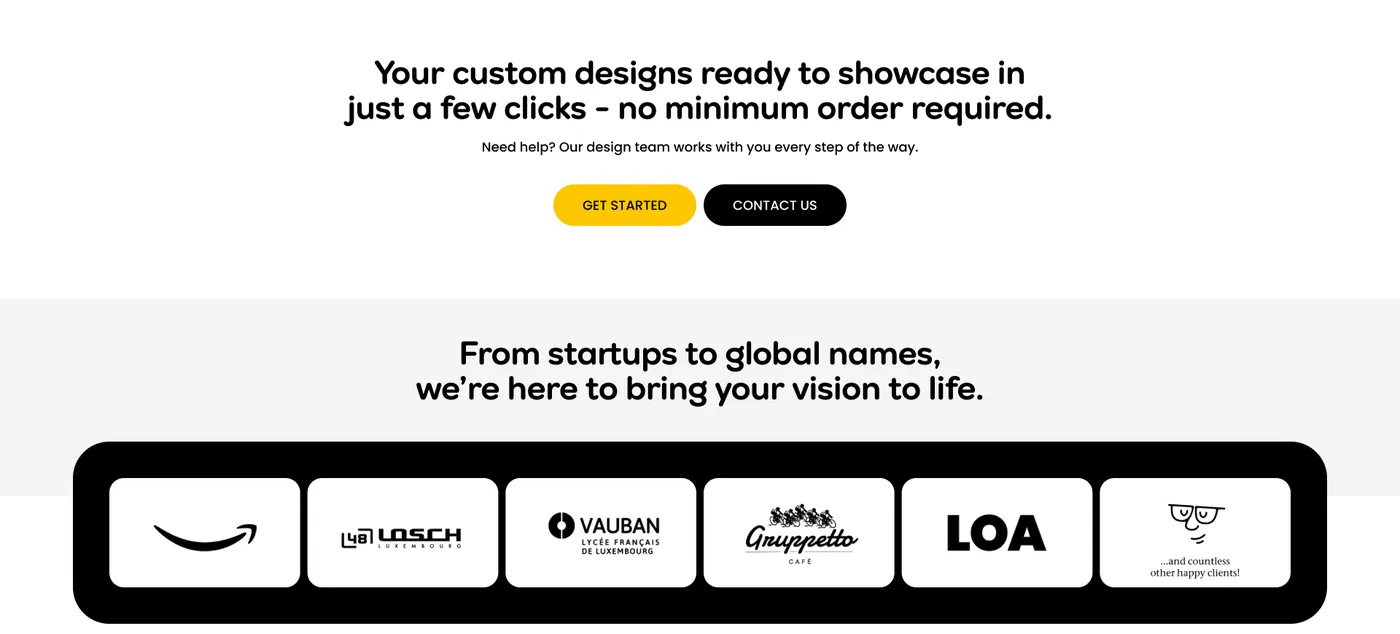 Your custom designs ready to showcase in
just a few clicks - no minimum order required.
Need help? Our design team works with you every step of the way.
GET STARTED
CONTACT US
From startups to global names,
we’re here to bring your vision to life.
[48] LOSCH
LUXEMBOURG
VAUBAN
LYCÉE FRANÇAIS
DE LUXEMBOURG
Gruppetto
CAFÉ
LOA
...and countless
other happy clients!